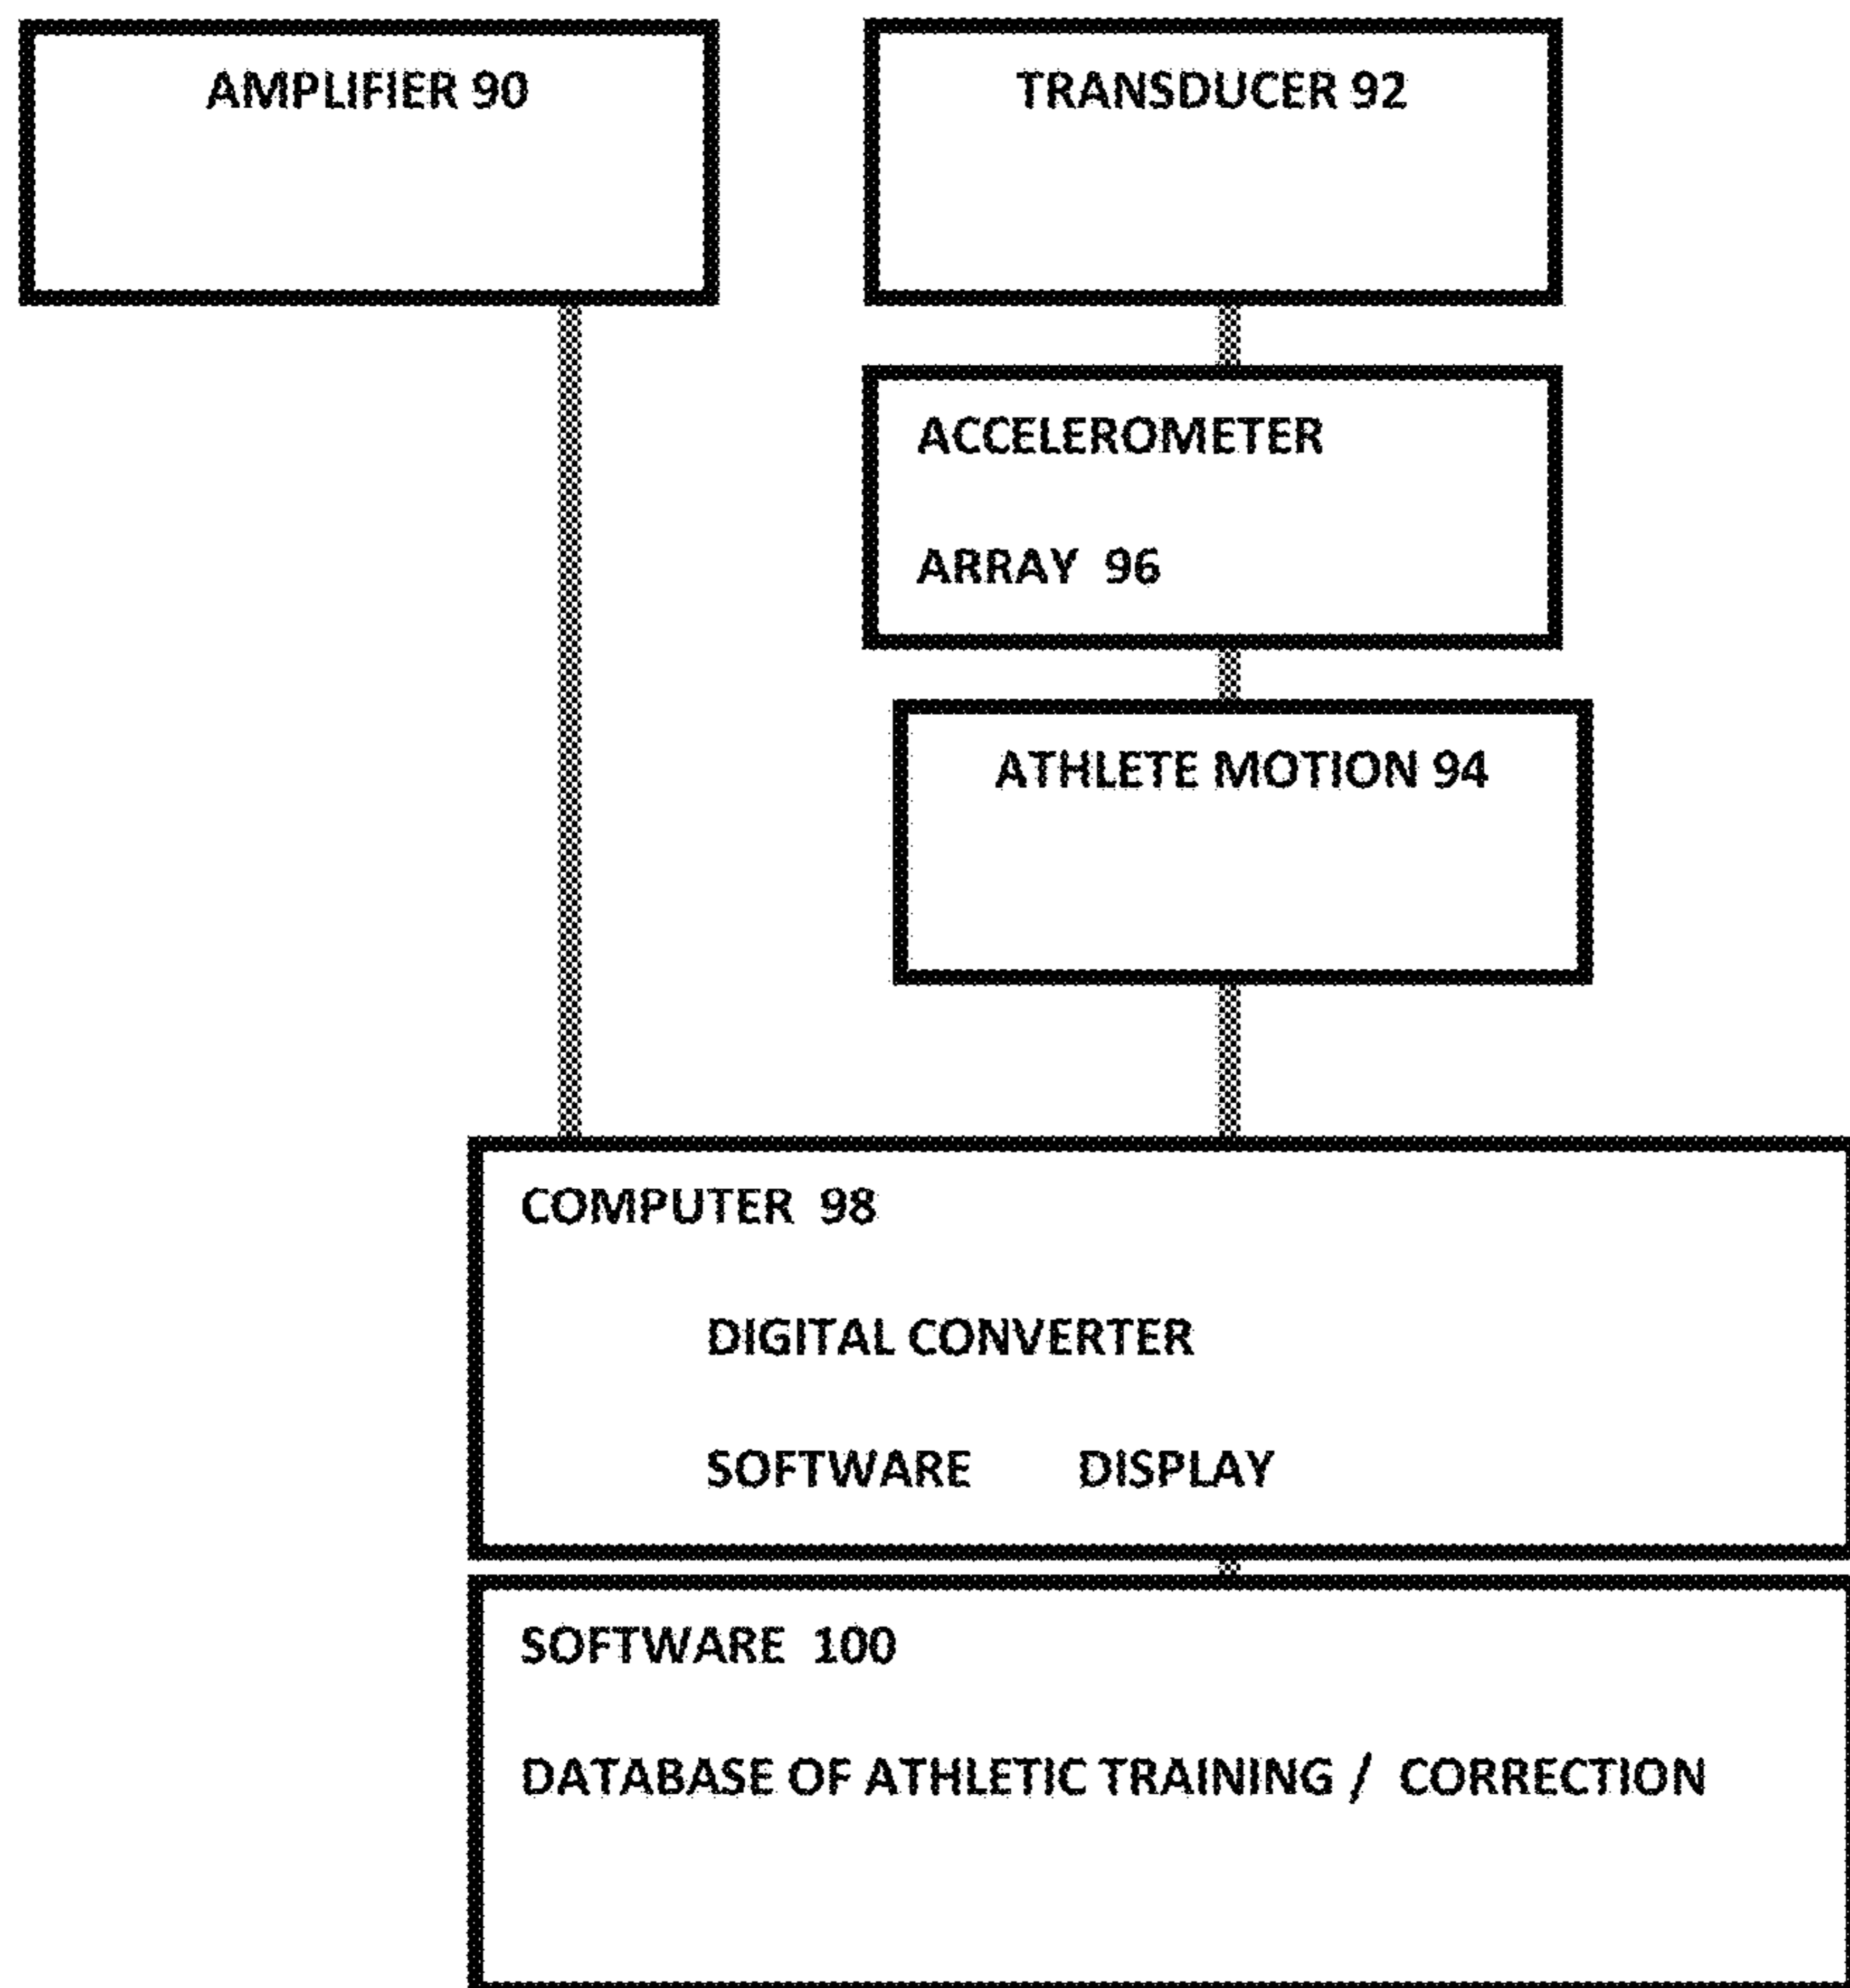 AMPLIFIER 90
TRANSDUCER 92
ACCELEROMETER
ARRAY 96
ATHLETE MOTION 94
COMPUTER 98
DIGITAL CONVERTER
SOFTWARE DISPLAY
SOFTWARE 100
DATABASE OF ATHLETIC TRAINING / CORRECTION